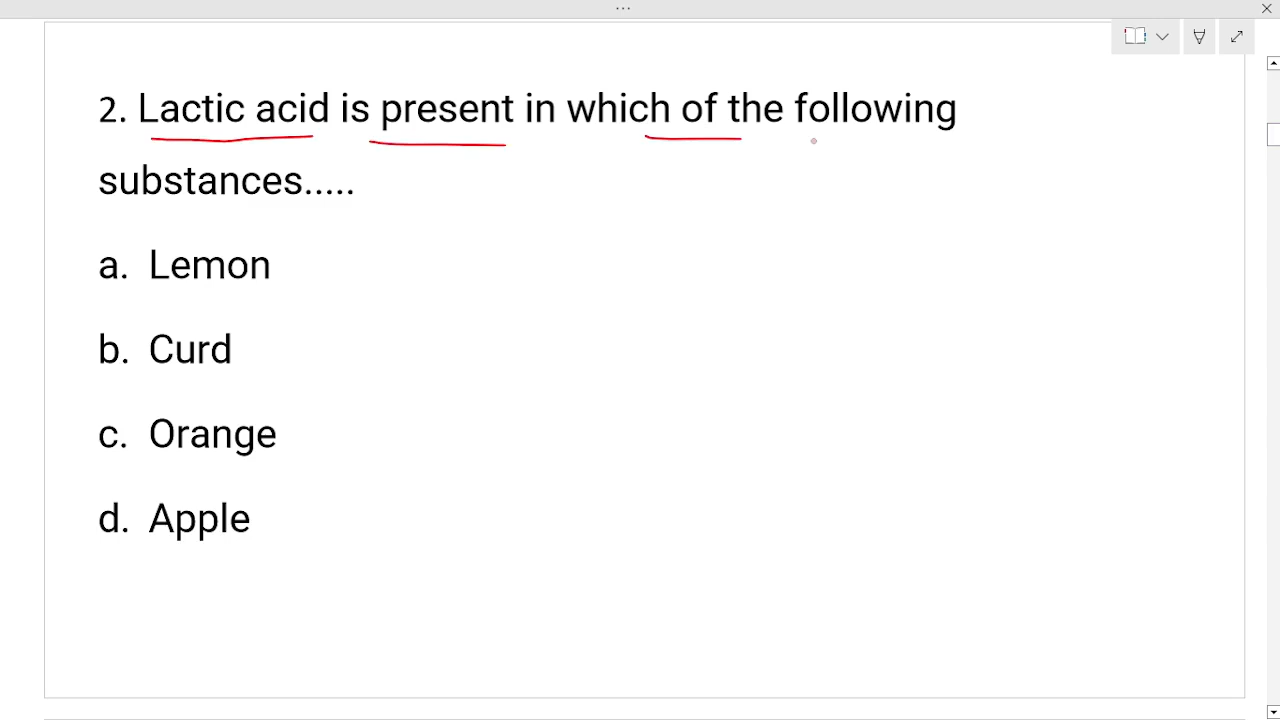 2. Lactic acid is present in which of the following
substances.....
a. Lemon
b. Curd
c. Orange
d. Apple